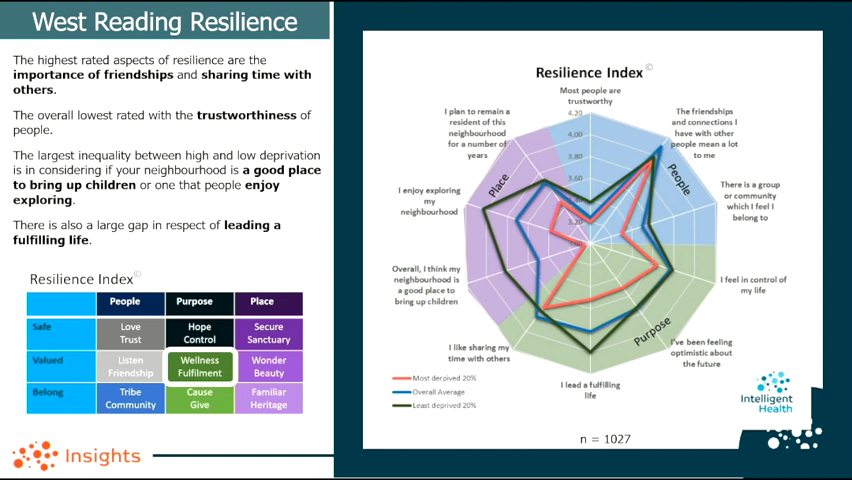 West Reading Resilience
The highest rated aspects of resilience are the
importance of friendships and sharing time with
others.
The overall lowest rated with the trustworthiness of
people.
The largest inequality between high and low deprivation
is in considering if your neighbourhood is a good place
to bring up children or one that people enjoy
exploring.
There is also a large gap in respect of leading a
fulfilling life.
Resilience Index©
People Purpose Place
Safe
Love
Trust
Hope
Control
Secure
Sanctuary
Valued
Listen
Friendship
Wellness
Fulfilment
Wonder
Beauty
Belong
Tribe
Community
Cause
Give
Familiar
Heritage
Insights
Resilience Index©
Most people are
trustworthy
The friendships
and connections I
have with other
people mean a lot
to me
There is a group
or community
which I feel I
belong to
I feel in control of
my life
I've been feeling
optimistic about
the future
I lead a fulfilling
life
I like sharing my
time with others
Overall, I think my
neighbourhood is
a good place to
bring up children
I enjoy exploring
my
neighbourhood
I plan to remain a
resident of this
neighbourhood
for a number of
years
4.20
4.00
3.80
3.60
3.40
3.20
People
Purpose
Place
Most derpived 20%
Overall Average
Least deprived 20%
n = 1027
Intelligent
Health